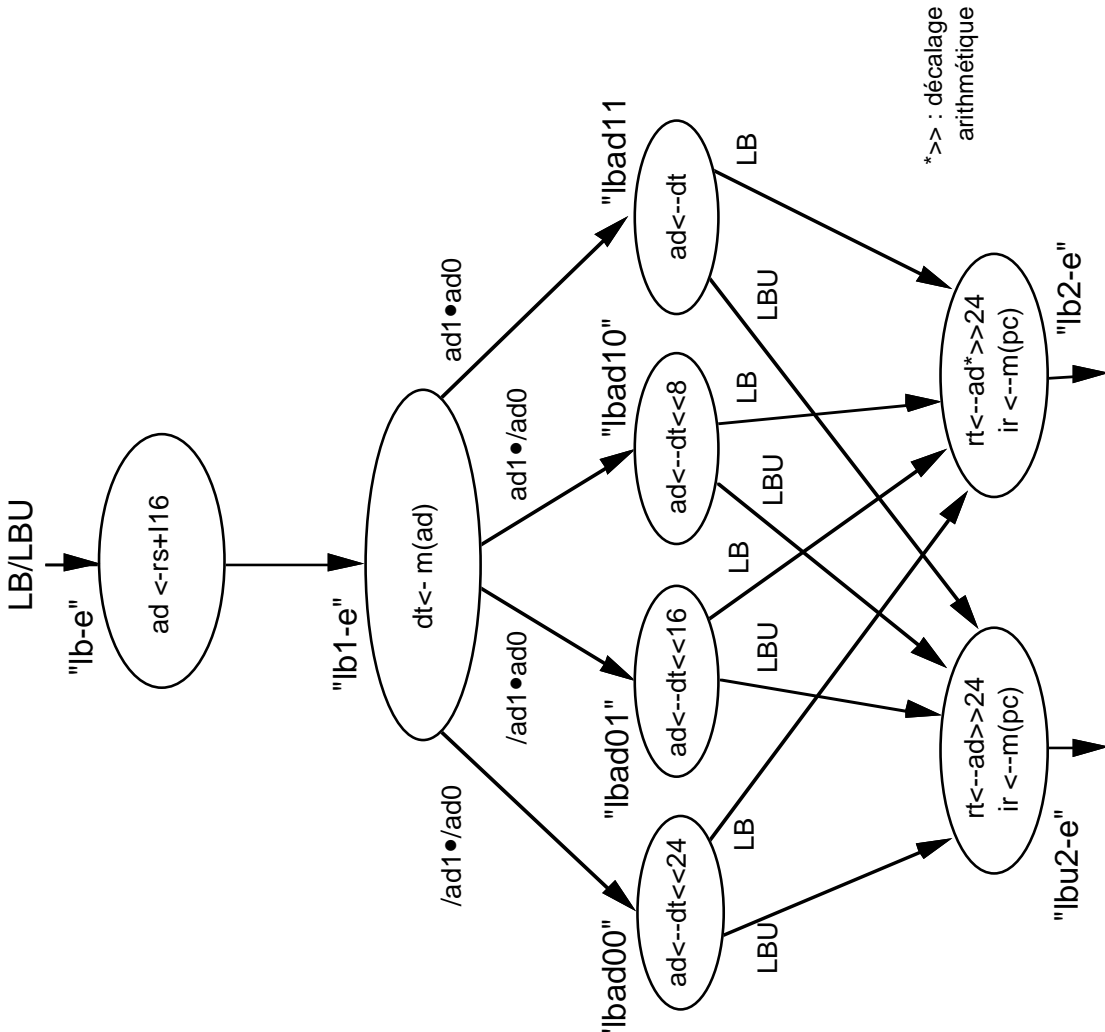 LB/LBU
"lb-e"
ad <-rs+I16
"lb1-e"
dt<- m(ad)
/ad1•/ad0
/ad1•ad0
ad1•/ad0
ad1•ad0
"lbad00"
ad<--dt<<24
"lbad01"
ad<--dt<<16
"lbad10"
ad<--dt<<8
"lbad11"
ad<--dt
LBU
LB
LBU
LB
LBU
LB
LBU
LB
"lbu2-e"
rt<--ad>>24
ir <--m(pc)
rt<--ad*>>24
ir <--m(pc)
"lb2-e"
*>> : décalage
arithmétique